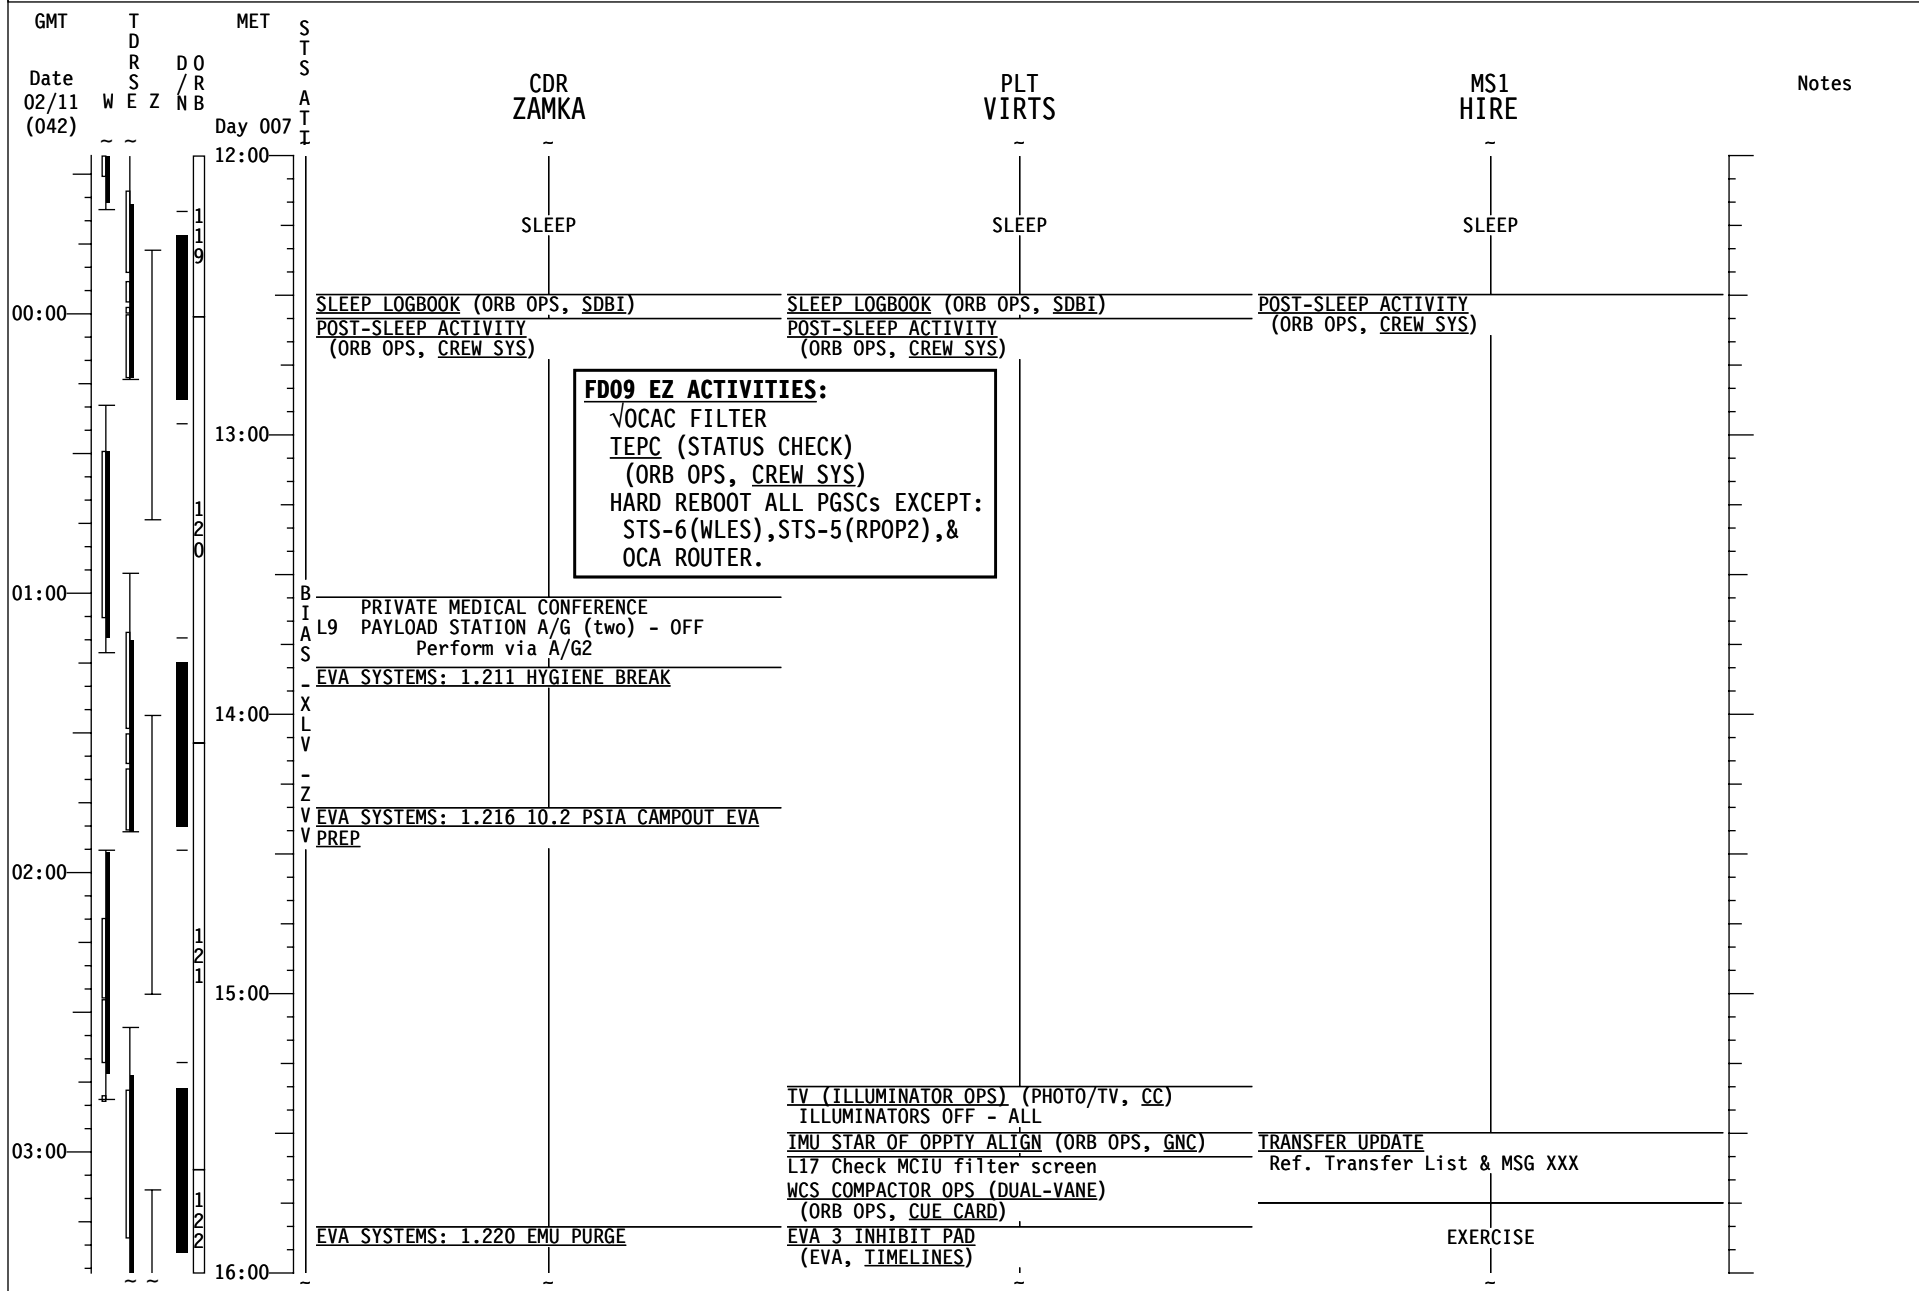 GMT
TDRS
MET
STS ATT
D/N
ORB
Date
02/11
(042)
W E Z
Day 007
CDR
ZAMKA
PLT
VIRTS
MS1
HIRE
Notes
~ ~ ~ ~ ~
12:00
119
SLEEP
SLEEP
SLEEP
SLEEP LOGBOOK (ORB OPS, SDBI)
SLEEP LOGBOOK (ORB OPS, SDBI)
POST-SLEEP ACTIVITY
(ORB OPS, CREW SYS)
00:00
POST-SLEEP ACTIVITY
(ORB OPS, CREW SYS)
POST-SLEEP ACTIVITY
(ORB OPS, CREW SYS)
FD09 EZ ACTIVITIES:
√OCAC FILTER
TEPC (STATUS CHECK)
(ORB OPS, CREW SYS)
HARD REBOOT ALL PGSCs EXCEPT:
STS-6(WLES),STS-5(RPOP2),&
OCA ROUTER.
13:00
120
01:00
BIAS -XLV -ZVV
PRIVATE MEDICAL CONFERENCE
L9 PAYLOAD STATION A/G (two) - OFF
Perform via A/G2
EVA SYSTEMS: 1.211 HYGIENE BREAK
14:00
EVA SYSTEMS: 1.216 10.2 PSIA CAMPOUT EVA
PREP
02:00
121
15:00
TV (ILLUMINATOR OPS) (PHOTO/TV, CC)
ILLUMINATORS OFF - ALL
IMU STAR OF OPPTY ALIGN (ORB OPS, GNC)
TRANSFER UPDATE
Ref. Transfer List & MSG XXX
03:00
L17 Check MCIU filter screen
WCS COMPACTOR OPS (DUAL-VANE)
(ORB OPS, CUE CARD)
122
EVA SYSTEMS: 1.220 EMU PURGE
EVA 3 INHIBIT PAD
(EVA, TIMELINES)
EXERCISE
16:00
~ ~ ~ ~ ~ ~